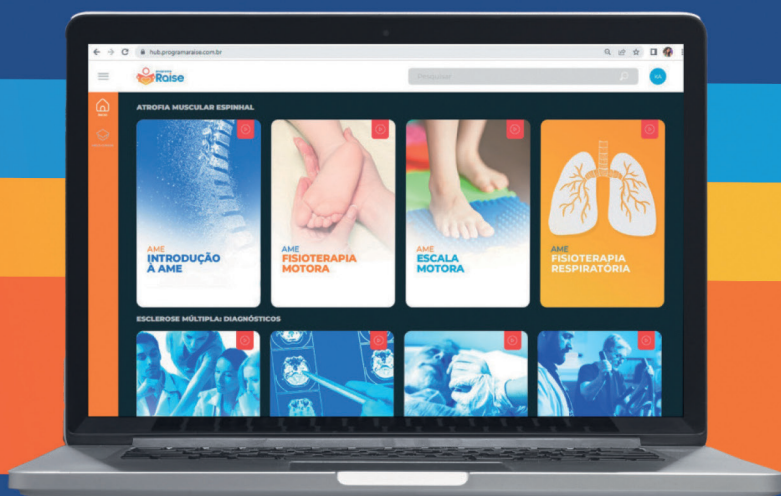 hub.programaraise.com.br
Raise
Pesquisar
ATROFIA MUSCULAR ESPINHAL
AME
INTRODUÇÃO
À AME
AME
FISIOTERAPIA
MOTORA
AME
ESCALA
MOTORA
AME
FISIOTERAPIA
RESPIRATÓRIA
ESCLEROSE MÚLTIPLA: DIAGNÓSTICOS